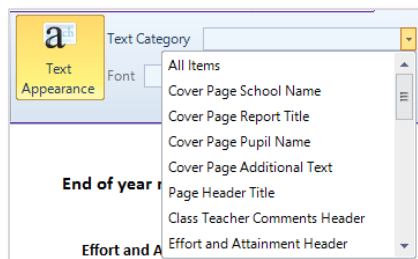 a ch
Text Appearance
Text Category
Font
All Items
Cover Page School Name
Cover Page Report Title
Cover Page Pupil Name
Cover Page Additional Text
Page Header Title
Class Teacher Comments Header
Effort and Attainment Header
End of year
Effort and A